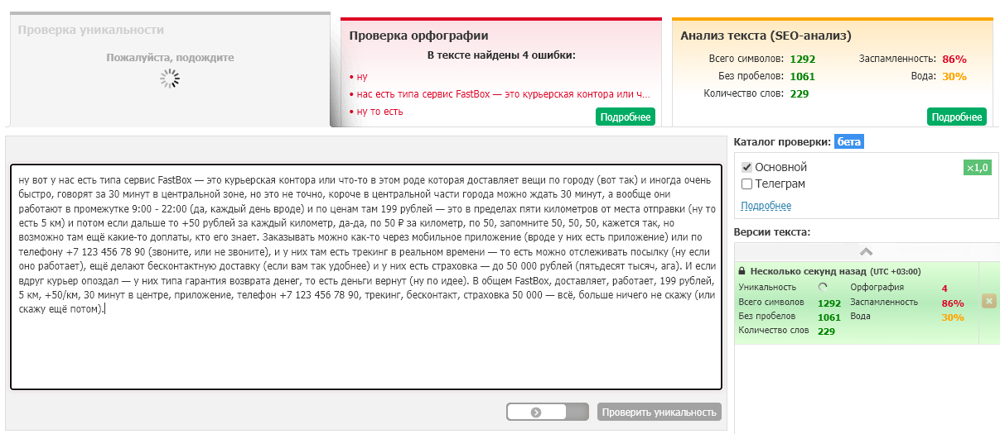 Проверка уникальности
Пожалуйста, подождите
Проверка орфографии
В тексте найдены 4 ошибки:
• ну
• нас есть типа сервис FastBox — это курьерская контора или ч...
• ну то есть
Подробнее
Анализ текста (SEO-анализ)
Всего символов: 1292 Заспамленность: 86%
Без пробелов: 1061 Вода: 30%
Количество слов: 229
Подробнее
ну вот у нас есть типа сервис FastBox — это курьерская контора или что-то в этом роде которая доставляет вещи по городу (вот так) и иногда очень
быстро, говорят за 30 минут в центральной зоне, но это не точно, короче в центральной части города можно ждать 30 минут, а вообще они
работают в промежутке 9:00 - 22:00 (да, каждый день вроде) и по ценам там 199 рублей — это в пределах пяти километров от места отправки (ну то
есть 5 км) и потом если дальше то +50 рублей за каждый километр, да-да, по 50 ₽ за километр, по 50, запомните 50, 50, 50, кажется так, но
возможно там ещё какие-то доплаты, кто его знает. Заказывать можно как-то через мобильное приложение (вроде у них есть приложение) или по
телефону +7 123 456 78 90 (звоните, или не звоните), и у них там есть трекинг в реальном времени — то есть можно отслеживать посылку (ну если
оно работает), ещё делают бесконтактную доставку (если вам так удобнее) и у них есть страховка — до 50 000 рублей (пятьдесят тысяч, ага). И если
вдруг курьер опоздал — у них типа гарантия возврата денег, то есть деньги вернут (ну по идее). В общем FastBox, доставляет, работает, 199 рублей,
5 км, +50/км, 30 минут в центре, приложение, телефон +7 123 456 78 90, трекинг, бесконтакт, страховка 50 000 — всё, больше ничего не скажу (или
скажу ещё потом).
Проверить уникальность
Каталог проверки: бета
Основной ×1,0
Телеграм
Подробнее
Версии текста:
Несколько секунд назад (UTC +03:00)
Уникальность Орфография 4
Всего символов 1292 Заспамленность 86%
Без пробелов 1061 Вода 30%
Количество слов 229